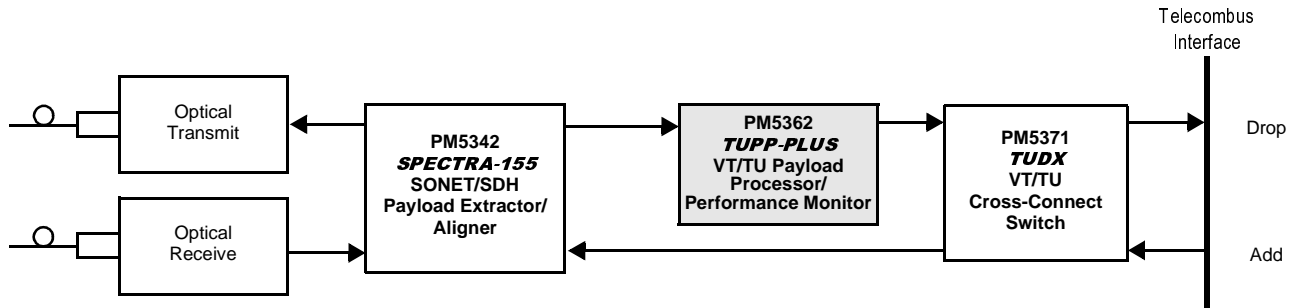 Telecombus
Interface
Optical
Transmit
PM5342
SPECTRA-155
SONET/SDH
Payload Extractor/
Aligner
PM5362
TUPP-PLUS
VT/TU Payload
Processor/
Performance Monitor
PM5371
TUDX
VT/TU
Cross-Connect
Switch
Drop
Optical
Receive
Add